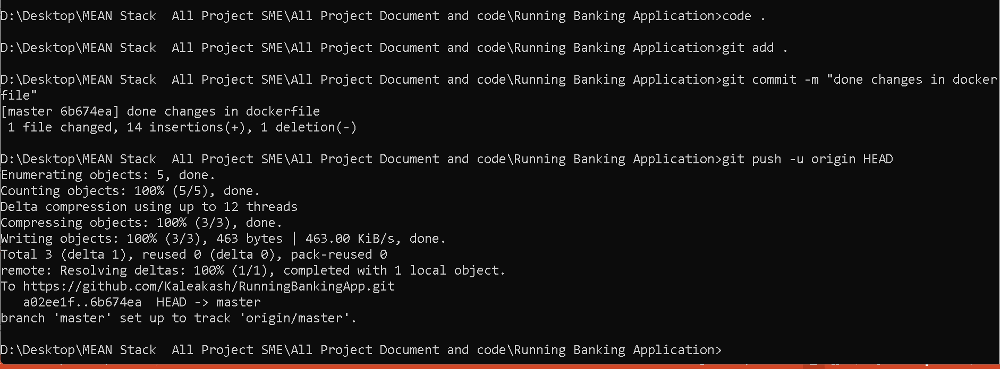 D:\Desktop\MEAN Stack  All Project SME\All Project Document and code\Running Banking Application>code .
D:\Desktop\MEAN Stack  All Project SME\All Project Document and code\Running Banking Application>git add .
D:\Desktop\MEAN Stack  All Project SME\All Project Document and code\Running Banking Application>git commit -m "done changes in docker
file"
[master 6b674ea] done changes in dockerfile
 1 file changed, 14 insertions(+), 1 deletion(-)
D:\Desktop\MEAN Stack  All Project SME\All Project Document and code\Running Banking Application>git push -u origin HEAD
Enumerating objects: 5, done.
Counting objects: 100% (5/5), done.
Delta compression using up to 12 threads
Compressing objects: 100% (3/3), done.
Writing objects: 100% (3/3), 463 bytes | 463.00 KiB/s, done.
Total 3 (delta 1), reused 0 (delta 0), pack-reused 0
remote: Resolving deltas: 100% (1/1), completed with 1 local object.
To https://github.com/Kaleakash/RunningBankingApp.git
   a02ee1f..6b674ea  HEAD -> master
branch 'master' set up to track 'origin/master'.
D:\Desktop\MEAN Stack  All Project SME\All Project Document and code\Running Banking Application>